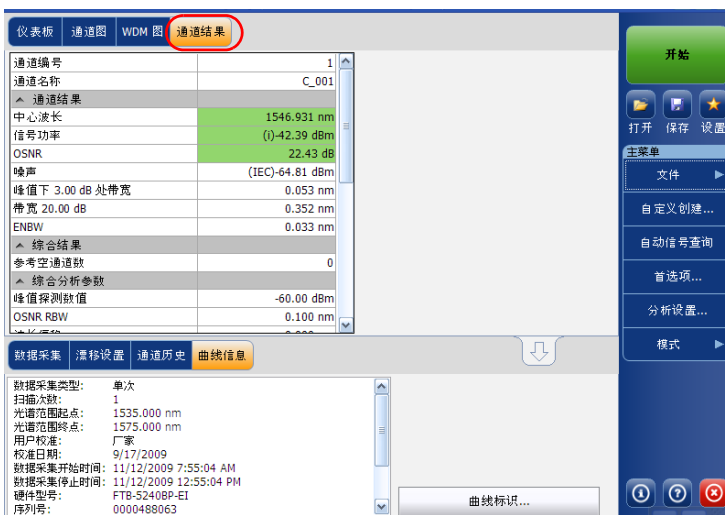 仪表板 通道图 WDM 图 通道结果
通道编号 1
通道名称 C_001
通道结果
中心波长 1546.931 nm
信号功率 (i)-42.39 dBm
OSNR 22.43 dB
噪声 (IEC)-64.81 dBm
峰值下 3.00 dB 处带宽 0.053 nm
带宽 20.00 dB 0.352 nm
ENBW 0.033 nm
综合结果
参考空通道数 0
综合分析参数
峰值探测数值 -60.00 dBm
OSNR RBW 0.100 nm
数据采集 漂移设置 通道历史 曲线信息
数据采集类型: 单次
扫描次数: 1
光谱范围起点: 1535.000 nm
光谱范围终点: 1575.000 nm
用户校准: 厂家
校准日期: 9/17/2009
数据采集开始时间: 11/12/2009 7:55:04 AM
数据采集停止时间: 11/12/2009 12:55:04 PM
硬件型号: FTB-5240BP-EI
序列号: 0000488063
曲线标识...
开始
打开 保存 设置
主菜单
文件
自定义创建...
自动信号查询
首选项...
分析设置...
模式